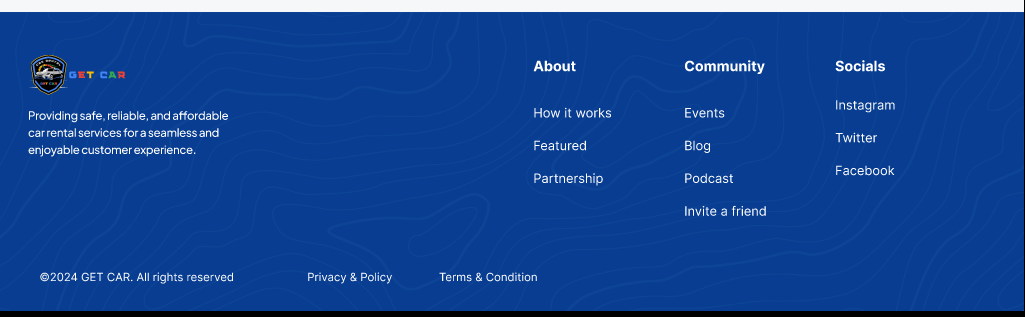 GET CAR
Providing safe, reliable, and affordable
car rental services for a seamless and
enjoyable customer experience.
About
How it works
Featured
Partnership
Community
Events
Blog
Podcast
Invite a friend
Socials
Instagram
Twitter
Facebook
©2024 GET CAR. All rights reserved
Privacy & Policy
Terms & Condition